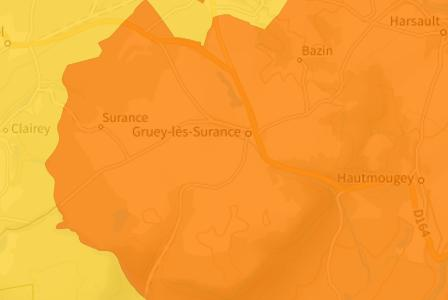 Harsault
l
Bazin
Surance
Clairey
Gruey-lès-Surance
Hautmougey
D164